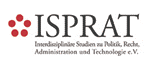 ISPRAT
Interdisziplinäre Studien zu Politik, Recht,
Administration und Technologie e.V.